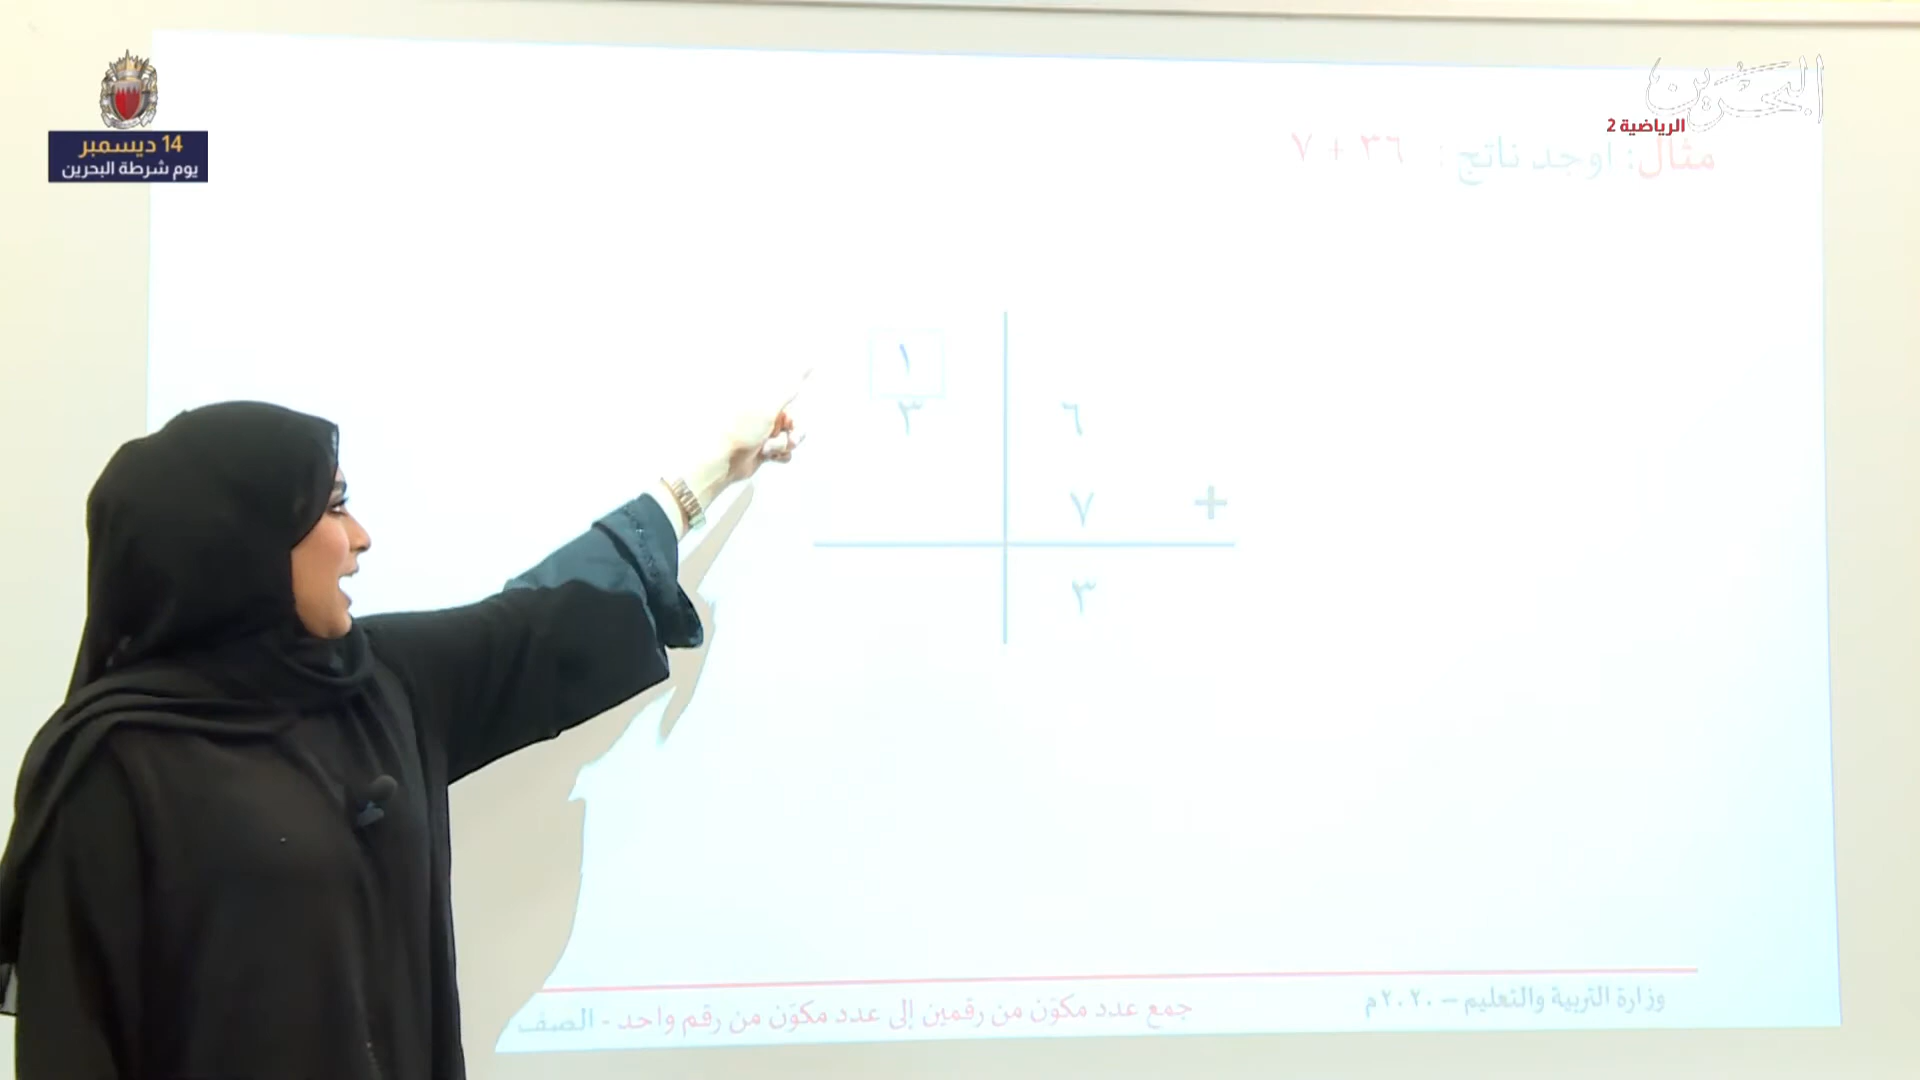 14 ديسمبر
يوم شرطة البحرين
البحرين
الرياضية 2
مثال: أوجد ناتج : ٣٦ + ٧
١
٣ ٦
٧ +
٣
وزارة التربية والتعليم – ٢٠٢٠م
جمع عدد مكوّن من رقمين إلى عدد مكوّن من رقم واحد - الصف